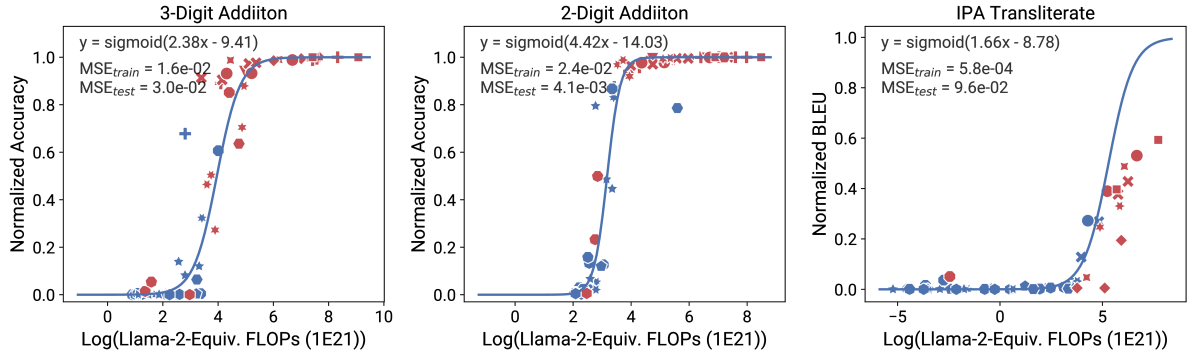 3-Digit Addiiton
y = sigmoid(2.38x - 9.41)
MSE_train = 1.6e-02
MSE_test = 3.0e-02
Normalized Accuracy
1.0
0.8
0.6
0.4
0.2
0.0
0 2 4 6 8 10
Log(Llama-2-Equiv. FLOPs (1E21))
2-Digit Addiiton
y = sigmoid(4.42x - 14.03)
MSE_train = 2.4e-02
MSE_test = 4.1e-03
Normalized Accuracy
1.0
0.8
0.6
0.4
0.2
0.0
0 2 4 6 8
Log(Llama-2-Equiv. FLOPs (1E21))
IPA Transliterate
y = sigmoid(1.66x - 8.78)
MSE_train = 5.8e-04
MSE_test = 9.6e-02
Normalized BLEU
1.0
0.8
0.6
0.4
0.2
0.0
−5 0 5
Log(Llama-2-Equiv. FLOPs (1E21))